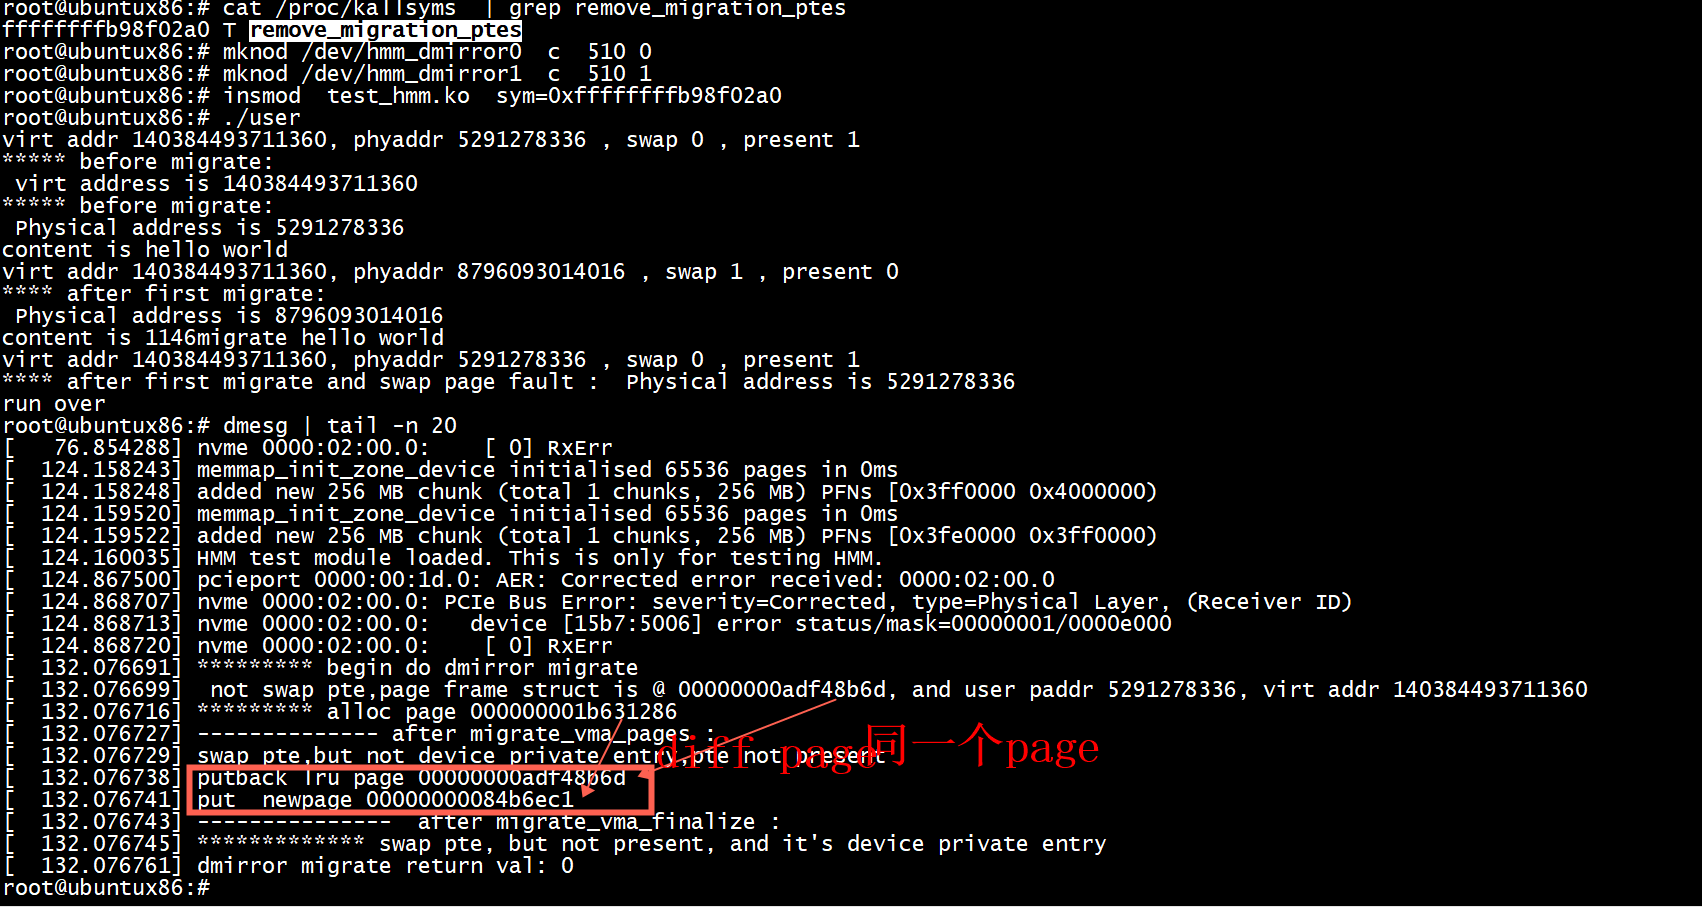 root@ubuntux86:# cat /proc/kallsyms  | grep remove_migration_ptes
ffffffffb98f02a0 T remove_migration_ptes
root@ubuntux86:# mknod /dev/hmm_dmirror0  c  510 0
root@ubuntux86:# mknod /dev/hmm_dmirror1  c  510 1
root@ubuntux86:# insmod  test_hmm.ko  sym=0xffffffffb98f02a0
root@ubuntux86:# ./user
virt addr 140384493711360, phyaddr 5291278336 , swap 0 , present 1
***** before migrate:
 virt address is 140384493711360
***** before migrate:
 Physical address is 5291278336
content is hello world
virt addr 140384493711360, phyaddr 8796093014016 , swap 1 , present 0
**** after first migrate:
 Physical address is 8796093014016
content is 1146migrate hello world
virt addr 140384493711360, phyaddr 5291278336 , swap 0 , present 1
**** after first migrate and swap page fault :  Physical address is 5291278336
run over
root@ubuntux86:# dmesg | tail -n 20
[   76.854288] nvme 0000:02:00.0:    [ 0] RxErr
[  124.158243] memmap_init_zone_device initialised 65536 pages in 0ms
[  124.158248] added new 256 MB chunk (total 1 chunks, 256 MB) PFNs [0x3ff0000 0x4000000)
[  124.159520] memmap_init_zone_device initialised 65536 pages in 0ms
[  124.159522] added new 256 MB chunk (total 1 chunks, 256 MB) PFNs [0x3fe0000 0x3ff0000)
[  124.160035] HMM test module loaded. This is only for testing HMM.
[  124.867500] pcieport 0000:00:1d.0: AER: Corrected error received: 0000:02:00.0
[  124.868707] nvme 0000:02:00.0: PCIe Bus Error: severity=Corrected, type=Physical Layer, (Receiver ID)
[  124.868713] nvme 0000:02:00.0:   device [15b7:5006] error status/mask=00000001/0000e000
[  124.868720] nvme 0000:02:00.0:    [ 0] RxErr
[  132.076691] ********* begin do dmirror migrate
[  132.076699]  not swap pte,page frame struct is @ 00000000adf48b6d, and user paddr 5291278336, virt addr 140384493711360
[  132.076716] ********* alloc page 000000001b631286
[  132.076727] -------------- after migrate_vma_pages :
[  132.076729] swap pte,but not device private entry,pte not present
diff page同一个page
[  132.076738] putback lru page 00000000adf48b6d
[  132.076741] put  newpage 00000000084b6ec1
[  132.076743] ---------------  after migrate_vma_finalize :
[  132.076745] ************* swap pte, but not present, and it's device private entry
[  132.076761] dmirror migrate return val: 0
root@ubuntux86:#